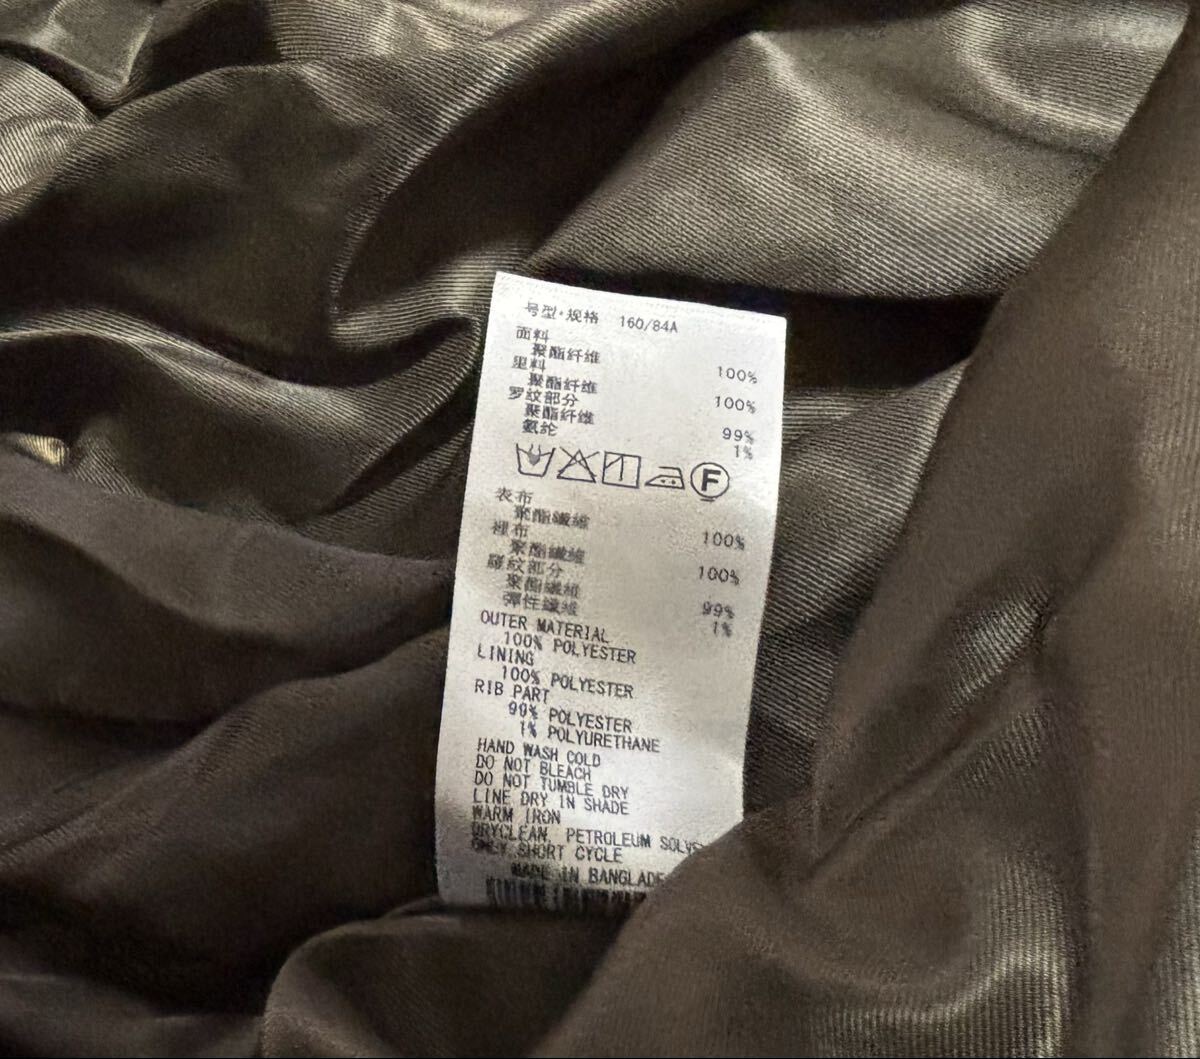 号型·规格 160/84A
面料
聚酯纤维 100%
里料
聚酯纤维 100%
罗纹部分
聚酯纤维 99%
氨纶 1%
F
表布
聚酯纖維 100%
裡布
聚酯纖維 100%
羅紋部分
聚酯纖維 99%
彈性纖維 1%
OUTER MATERIAL
100% POLYESTER
LINING
100% POLYESTER
RIB PART
99% POLYESTER
1% POLYURETHANE
HAND WASH COLD
DO NOT BLEACH
DO NOT TUMBLE DRY
LINE DRY IN SHADE
WARM IRON
DRYCLEAN, PETROLEUM SOLVE
ONLY SHORT CYCLE
MADE IN BANGLADE